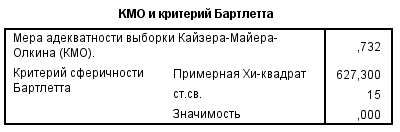 КМО и критерий Бартлетта
Мера адекватности выборки Кайзера-Майера-
Олкина (КМО). ,732
Критерий сферичности Примерная Хи-квадрат 627,300
Бартлетта ст.св. 15
Значимость ,000